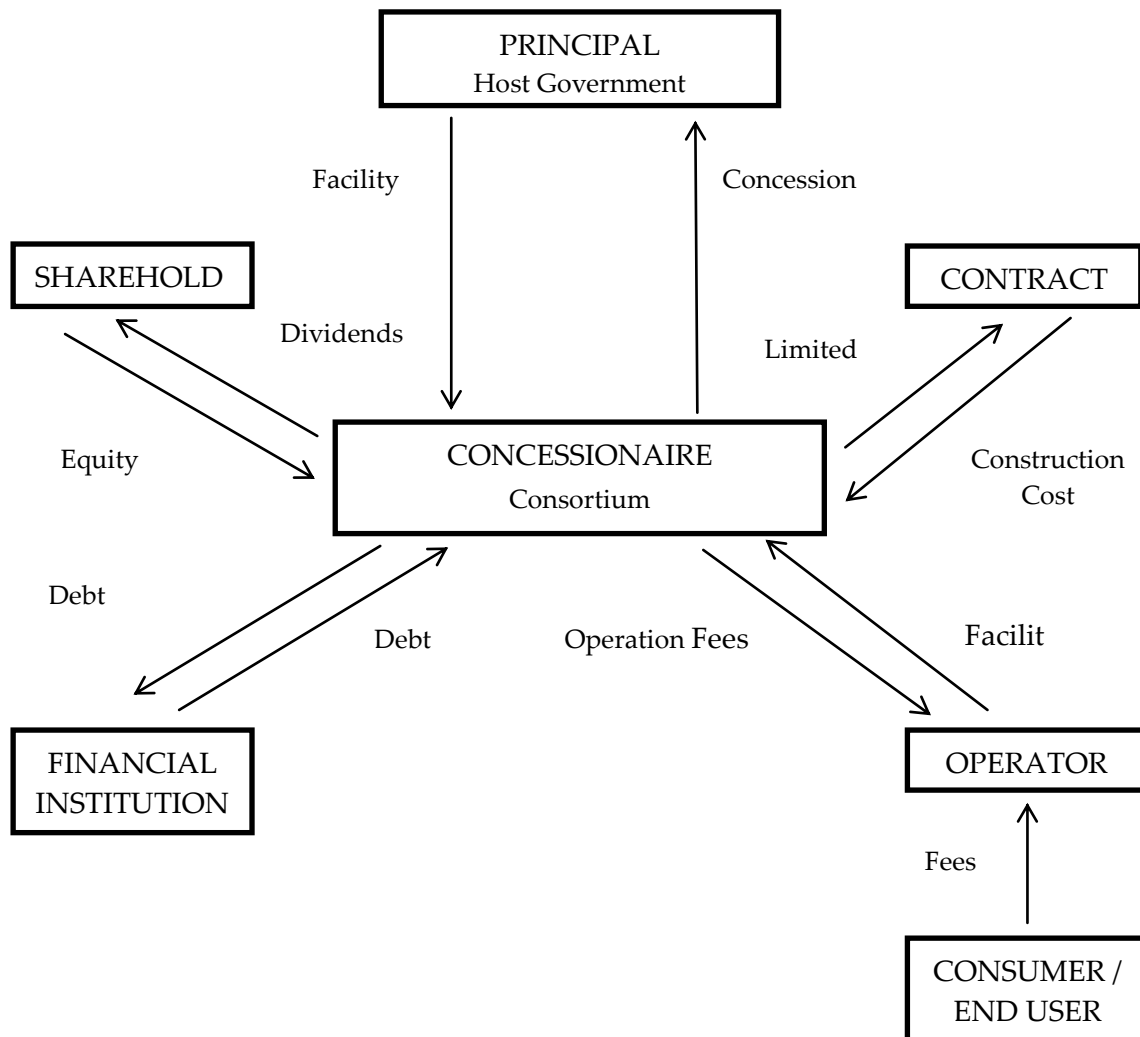 PRINCIPAL
Host Government
Facility
Concession
SHAREHOLD
CONTRACT
Dividends
Limited
Equity
CONCESSIONAIRE
Consortium
Construction
Cost
Debt
Debt
Operation Fees
Facilit
FINANCIAL
INSTITUTION
OPERATOR
Fees
CONSUMER /
END USER